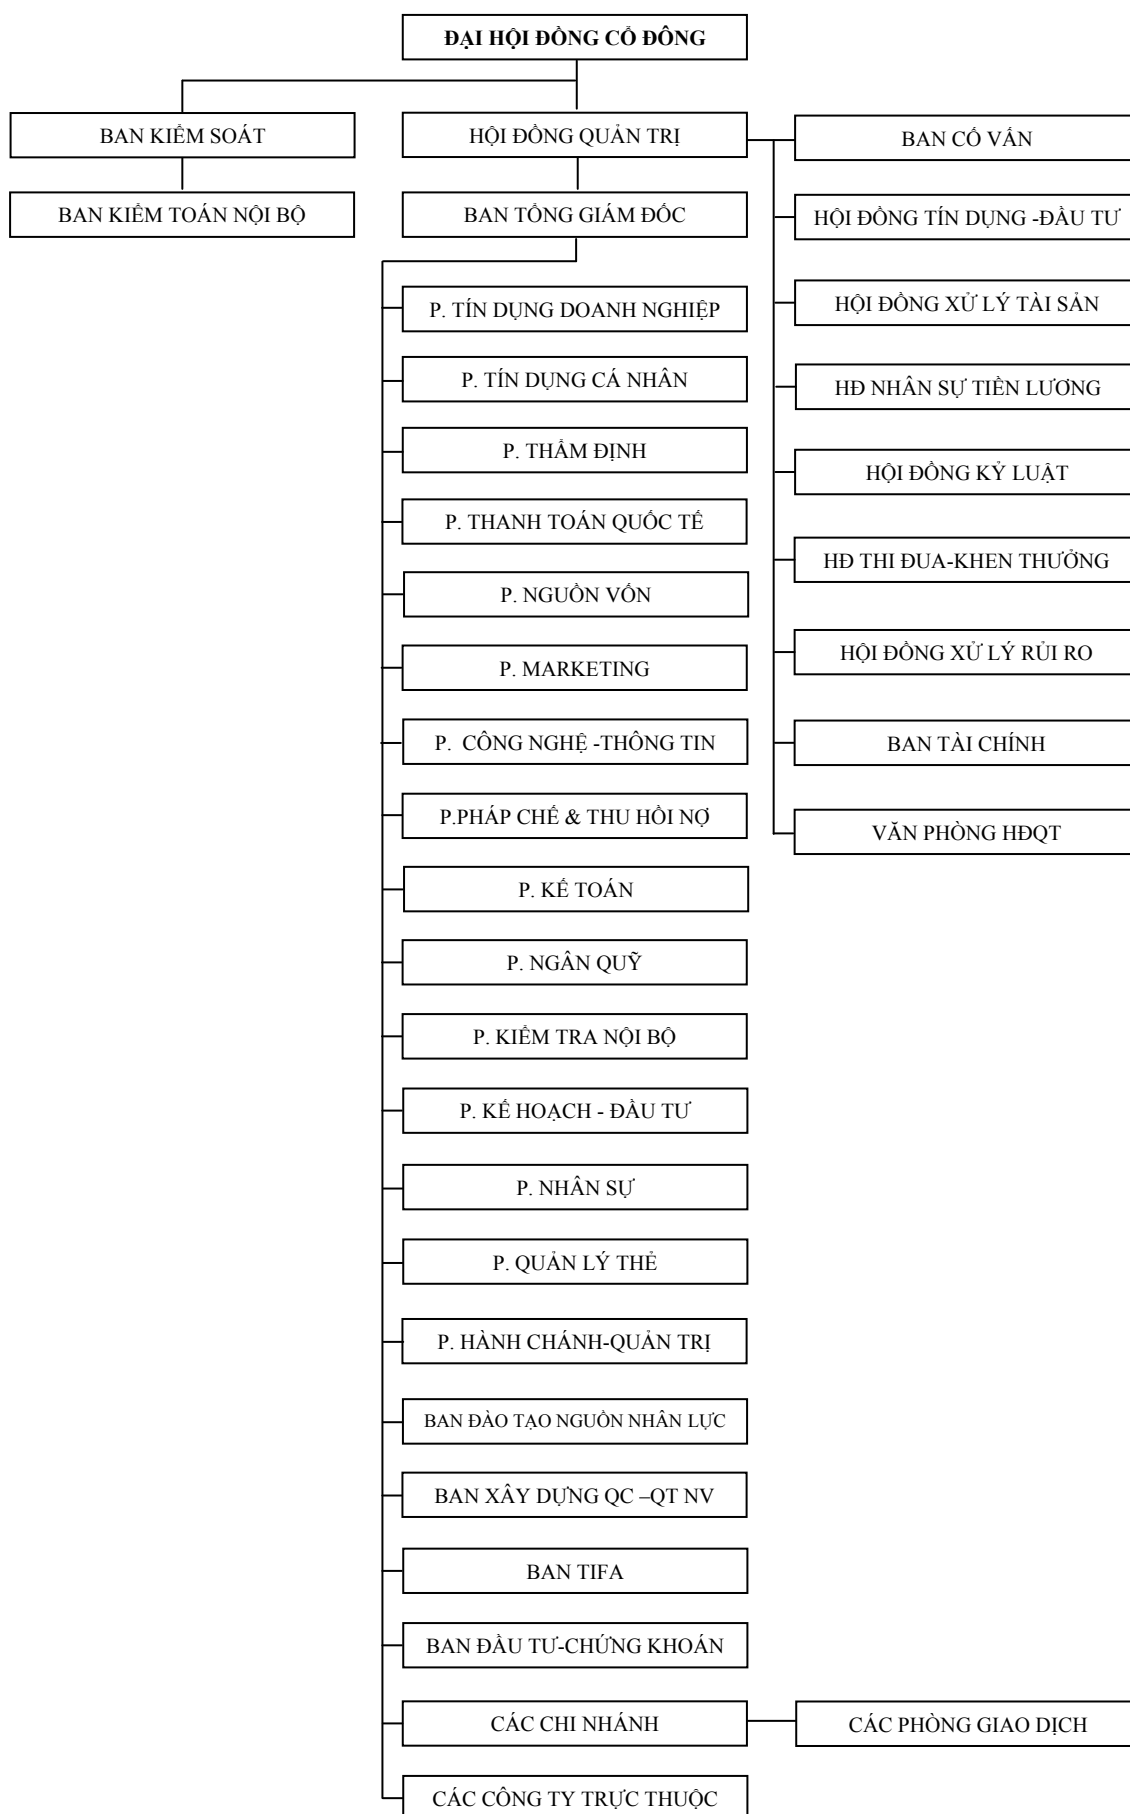 ĐẠI HỘI ĐỒNG CỔ ĐÔNG
BAN KIỂM SOÁT
HỘI ĐỒNG QUẢN TRỊ
BAN CỐ VẤN
BAN KIỂM TOÁN NỘI BỘ
BAN TỔNG GIÁM ĐỐC
HỘI ĐỒNG TÍN DỤNG -ĐẦU TƯ
P. TÍN DỤNG DOANH NGHIỆP
HỘI ĐỒNG XỬ LÝ TÀI SẢN
P. TÍN DỤNG CÁ NHÂN
HĐ NHÂN SỰ TIỀN LƯƠNG
P. THẨM ĐỊNH
HỘI ĐỒNG KỶ LUẬT
P. THANH TOÁN QUỐC TẾ
HĐ THI ĐUA-KHEN THƯỞNG
P. NGUỒN VỐN
P. MARKETING
HỘI ĐỒNG XỬ LÝ RỦI RO
P.  CÔNG NGHỆ -THÔNG TIN
BAN TÀI CHÍNH
P.PHÁP CHẾ & THU HỒI NỢ
VĂN PHÒNG HĐQT
P. KẾ TOÁN
P. NGÂN QUỸ
P. KIỂM TRA NỘI BỘ
P. KẾ HOẠCH - ĐẦU TƯ
P. NHÂN SỰ
P. QUẢN LÝ THẺ
P. HÀNH CHÁNH-QUẢN TRỊ
BAN ĐÀO TẠO NGUỒN NHÂN LỰC
BAN XÂY DỰNG QC –QT NV
BAN TIFA
BAN ĐẦU TƯ-CHỨNG KHOÁN
CÁC CHI NHÁNH
CÁC PHÒNG GIAO DỊCH
CÁC CÔNG TY TRỰC THUỘC